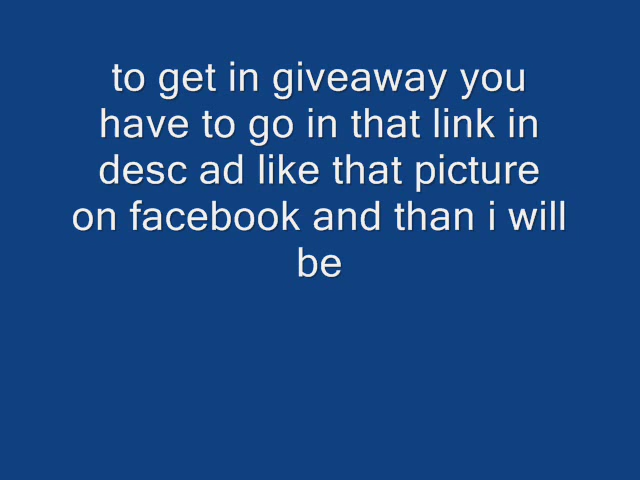 to get in giveaway you
have to go in that link in
desc ad like that picture
on facebook and than i will
be